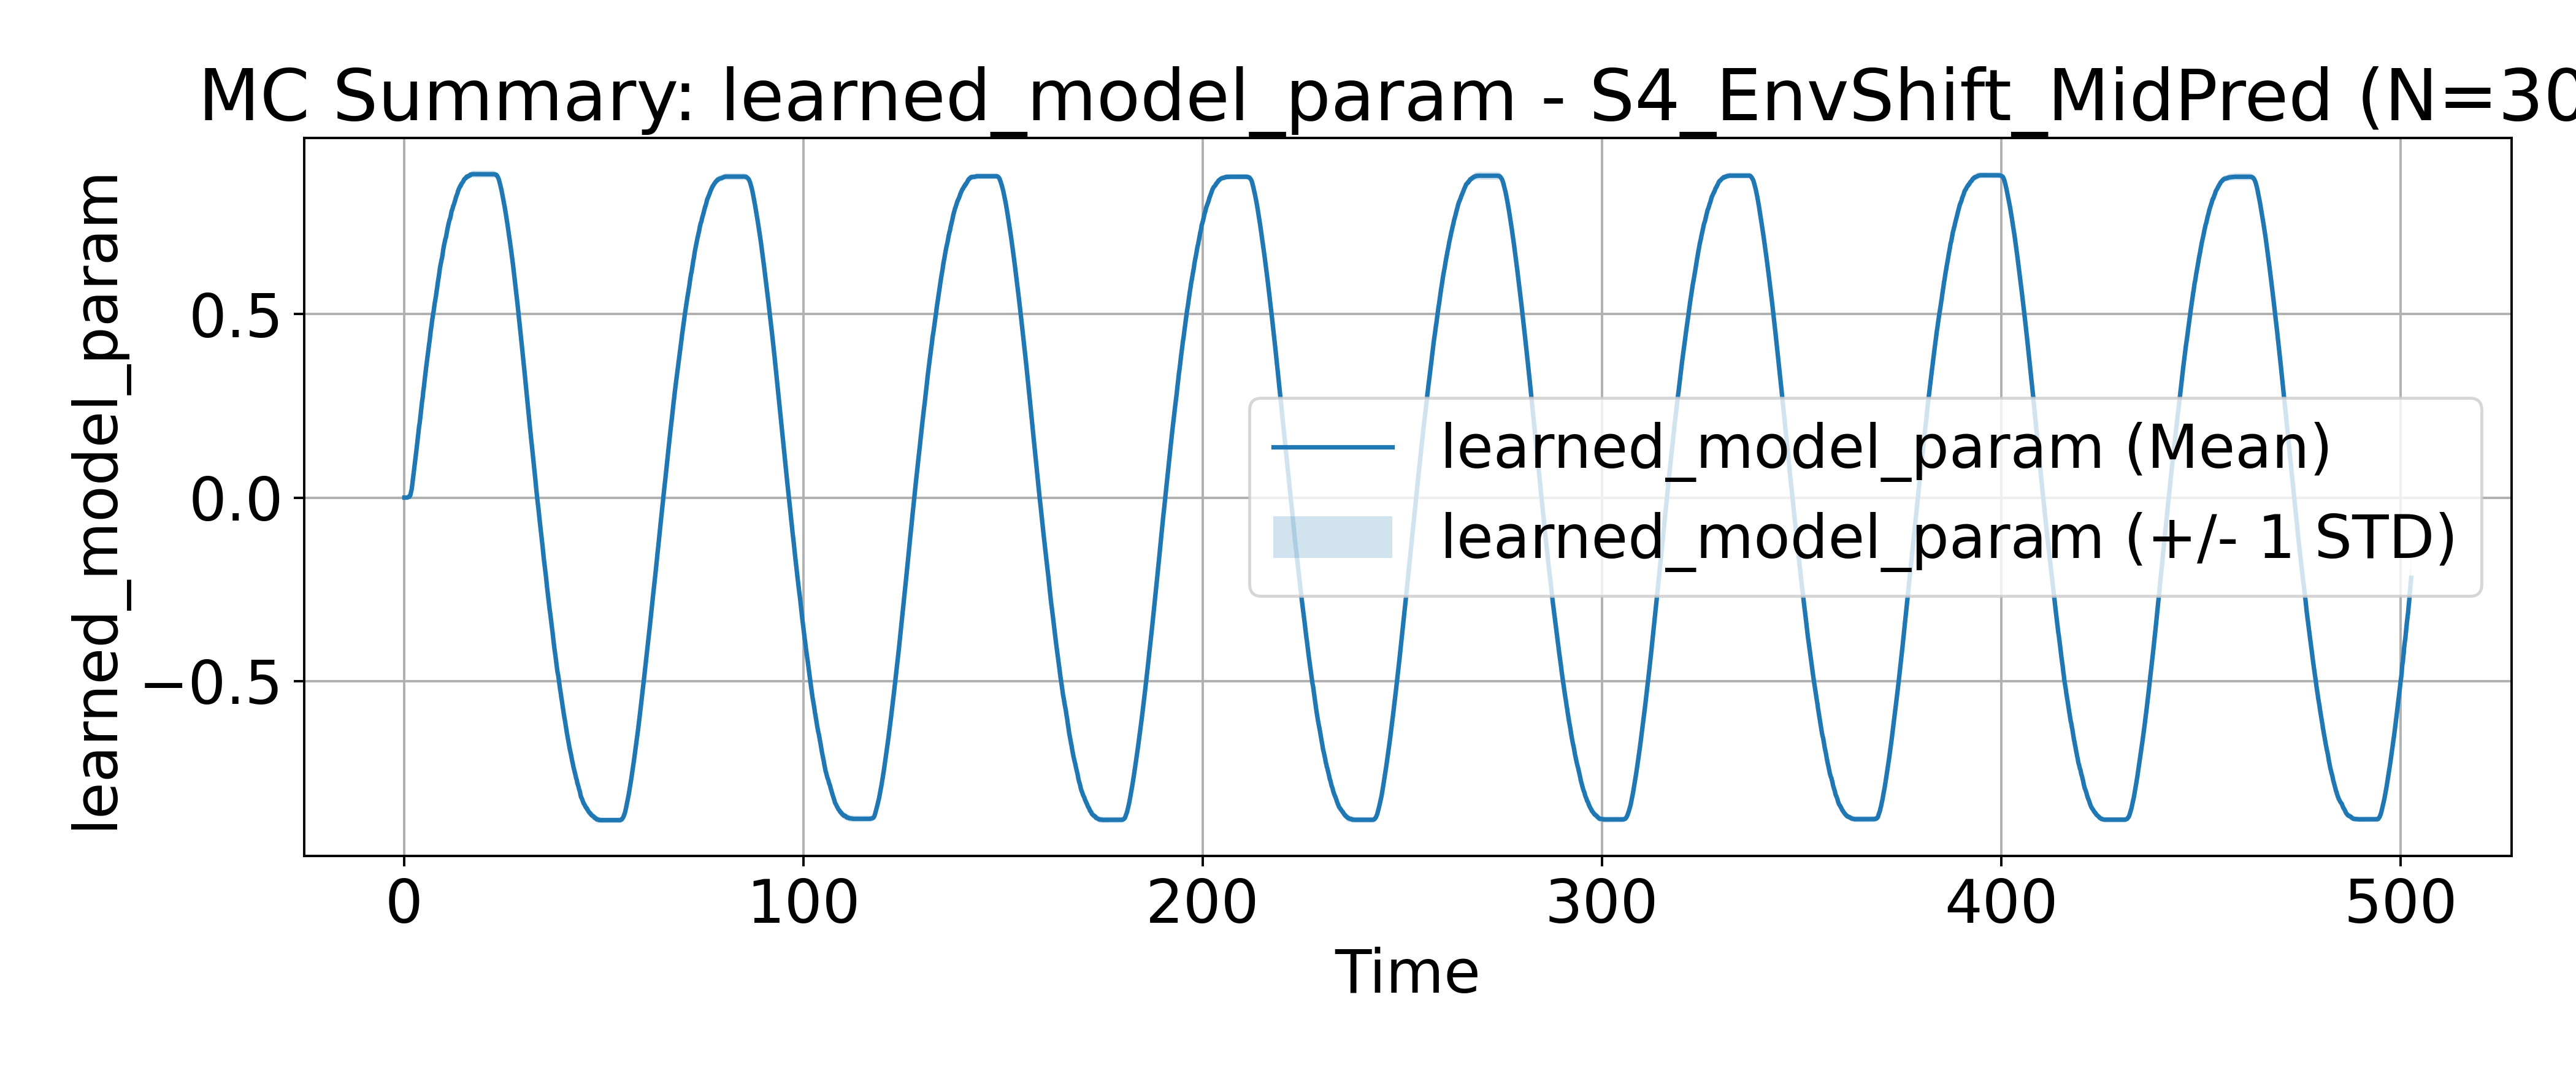 MC Summary: learned_model_param - S4_EnvShift_MidPred (N=30
learned_model_param
0.5
0.0
−0.5
learned_model_param (Mean)
learned_model_param (+/- 1 STD)
0 100 200 300 400 500
Time